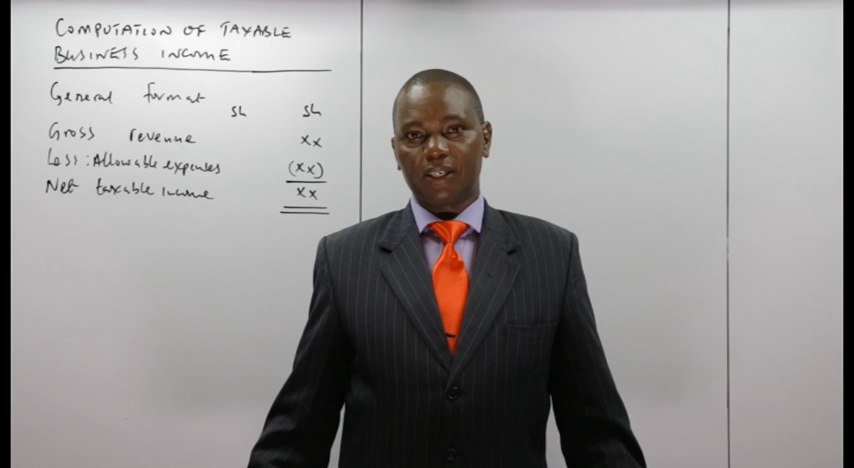 COMPUTATION OF TAXABLE
BUSINESS INCOME
General format
sh sh
Gross revenue xx
Less: Allowable expenses (xx)
Net taxable income xx